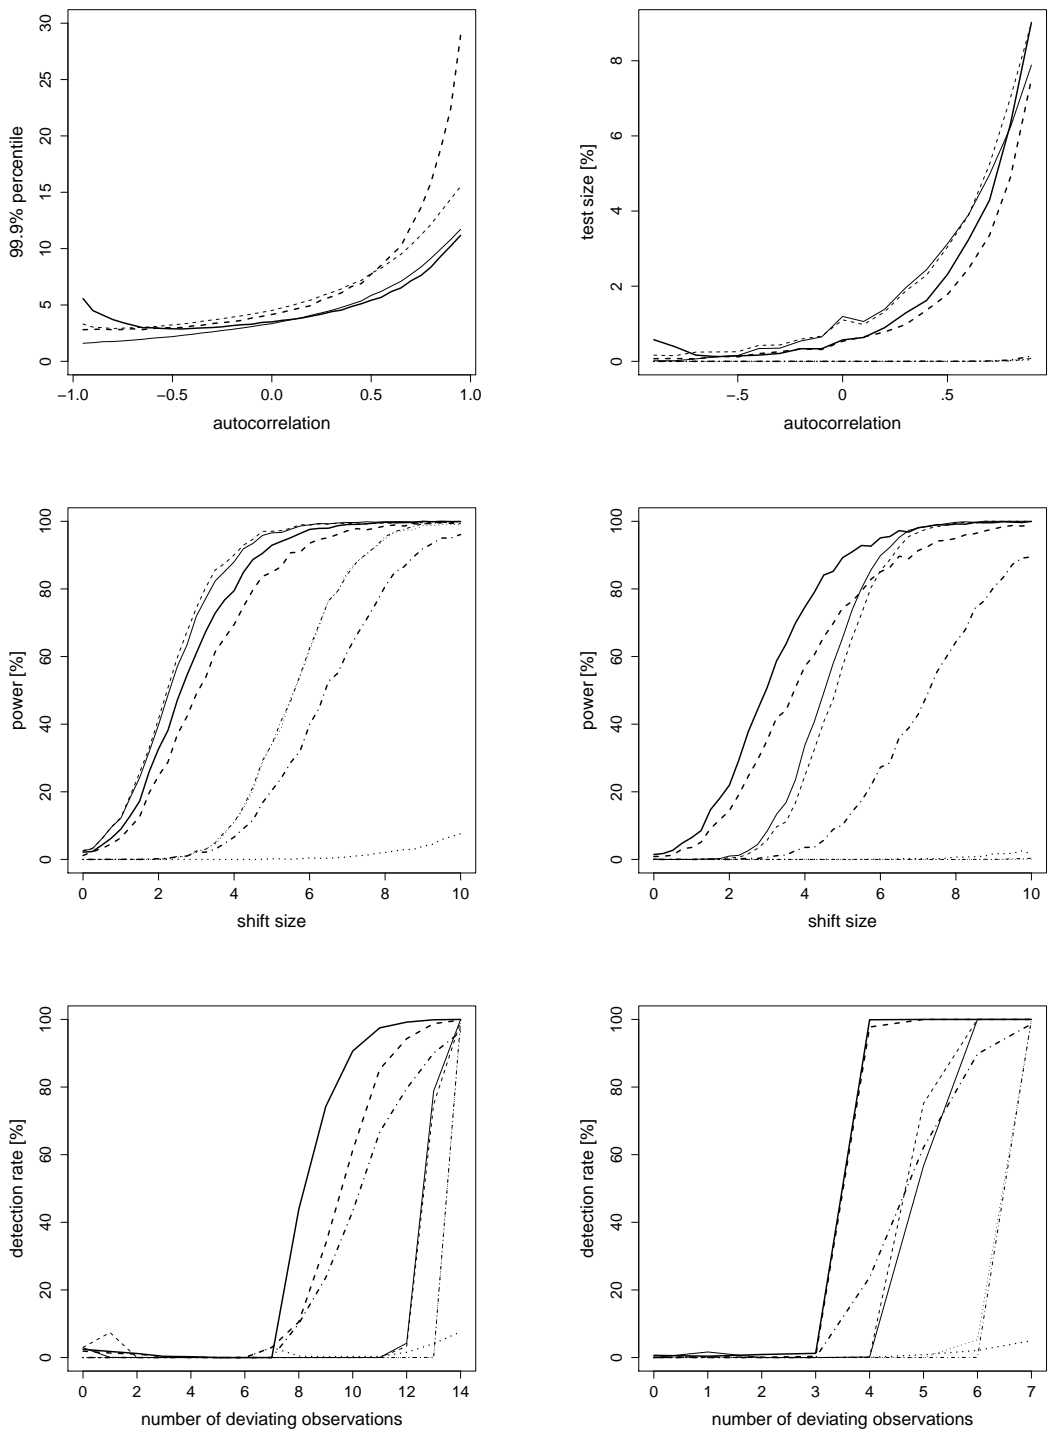 30
25
20
15
10
5
0
99.9% percentile
−1.0 −0.5 0.0 0.5 1.0
autocorrelation
8
6
4
2
0
test size [%]
−.5 0 .5
autocorrelation
100
80
60
40
20
0
power [%]
0 2 4 6 8 10
shift size
100
80
60
40
20
0
power [%]
0 2 4 6 8 10
shift size
100
80
60
40
20
0
detection rate [%]
0 2 4 6 8 10 12 14
number of deviating observations
100
80
60
40
20
0
detection rate [%]
0 1 2 3 4 5 6 7
number of deviating observations